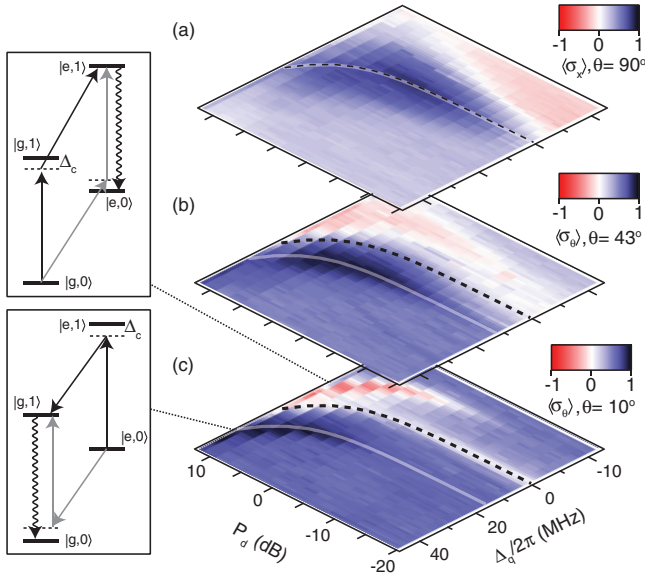 (a)
-1 0 1
⟨σx⟩, θ= 90°
|e,1⟩
|g,1⟩
Δc
|e,0⟩
|g,0⟩
(b)
-1 0 1
⟨σθ⟩, θ= 43°
|e,1⟩
Δc
|g,1⟩
|e,0⟩
|g,0⟩
(c)
-1 0 1
⟨σθ⟩, θ= 10°
10
0
-10
-20
Pd (dB)
40
20
0
-10
Δq/2π (MHz)